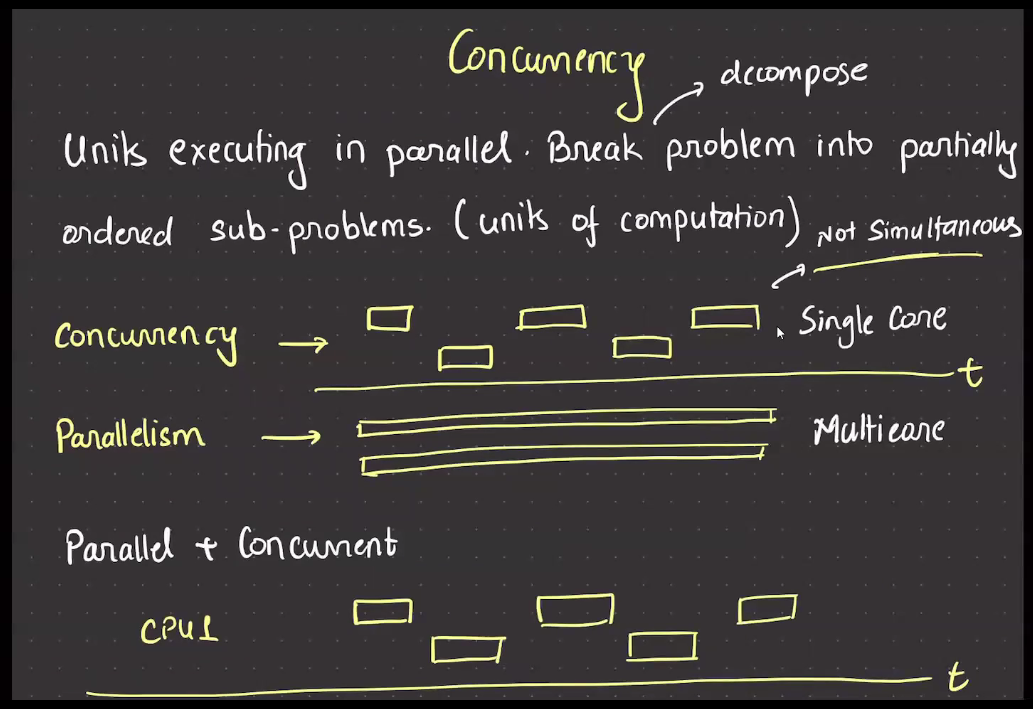 Concurrency
decompose
Units executing in parallel. Break problem into partially
ordered sub-problems. (units of computation)
Not Simultaneous
Concurrency → Single Core
t
Parallelism → Multicore
Parallel + Concurrent
CPU1
t